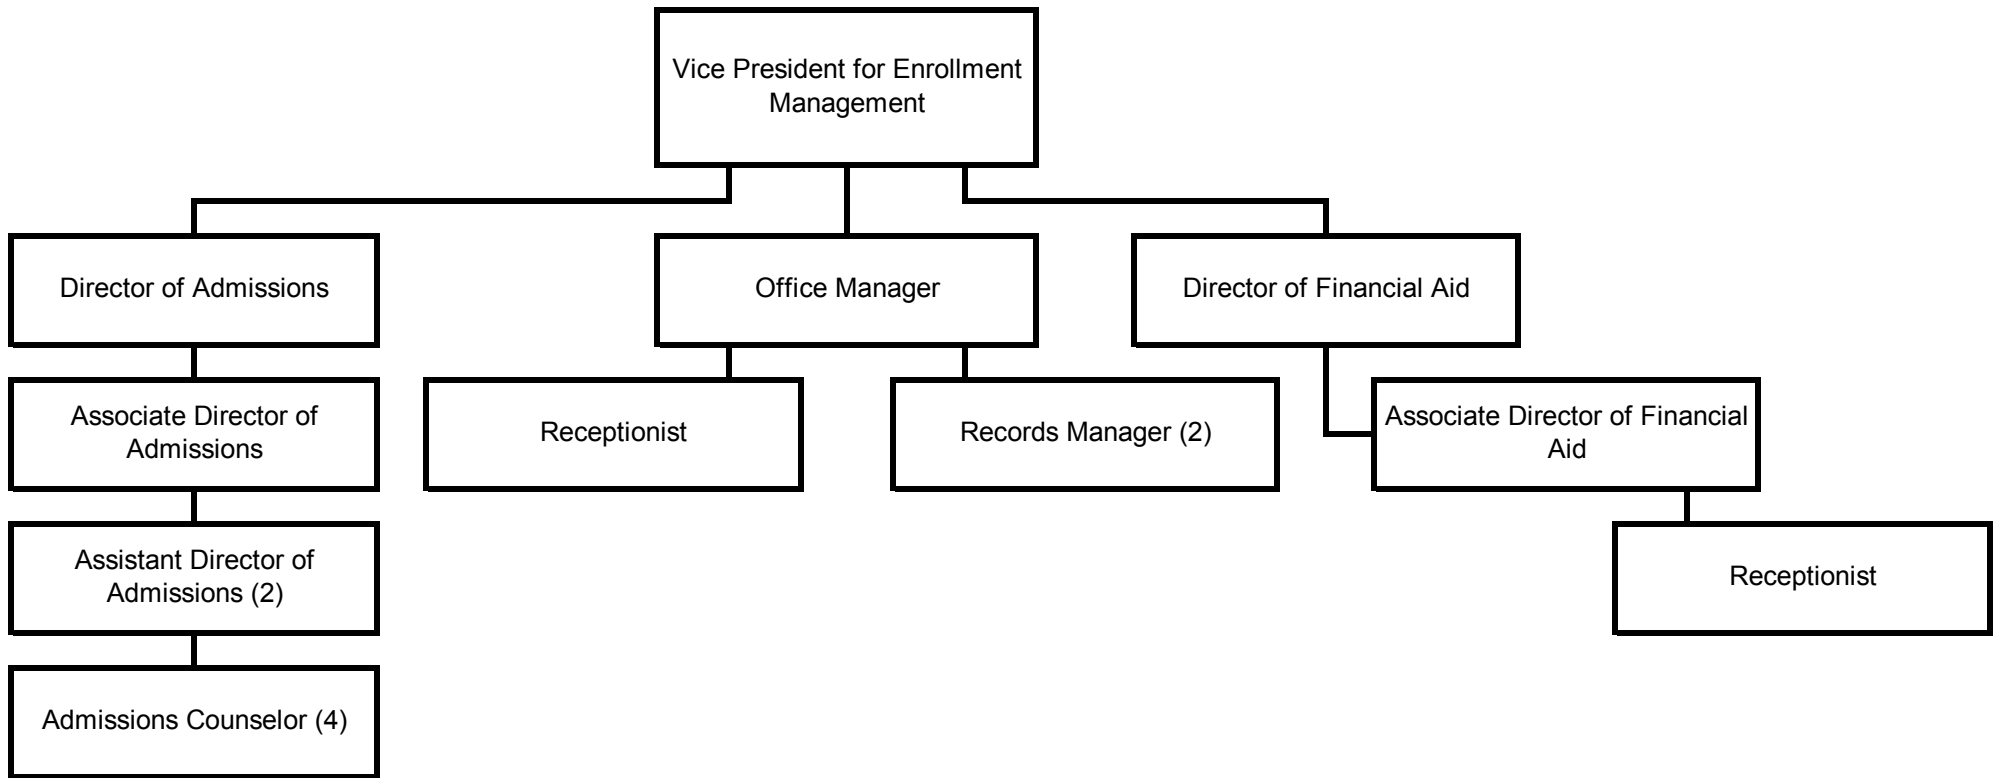 Vice President for Enrollment
Management
Director of Admissions
Office Manager
Director of Financial Aid
Associate Director of
Admissions
Receptionist
Records Manager (2)
Associate Director of Financial
Aid
Assistant Director of
Admissions (2)
Receptionist
Admissions Counselor (4)